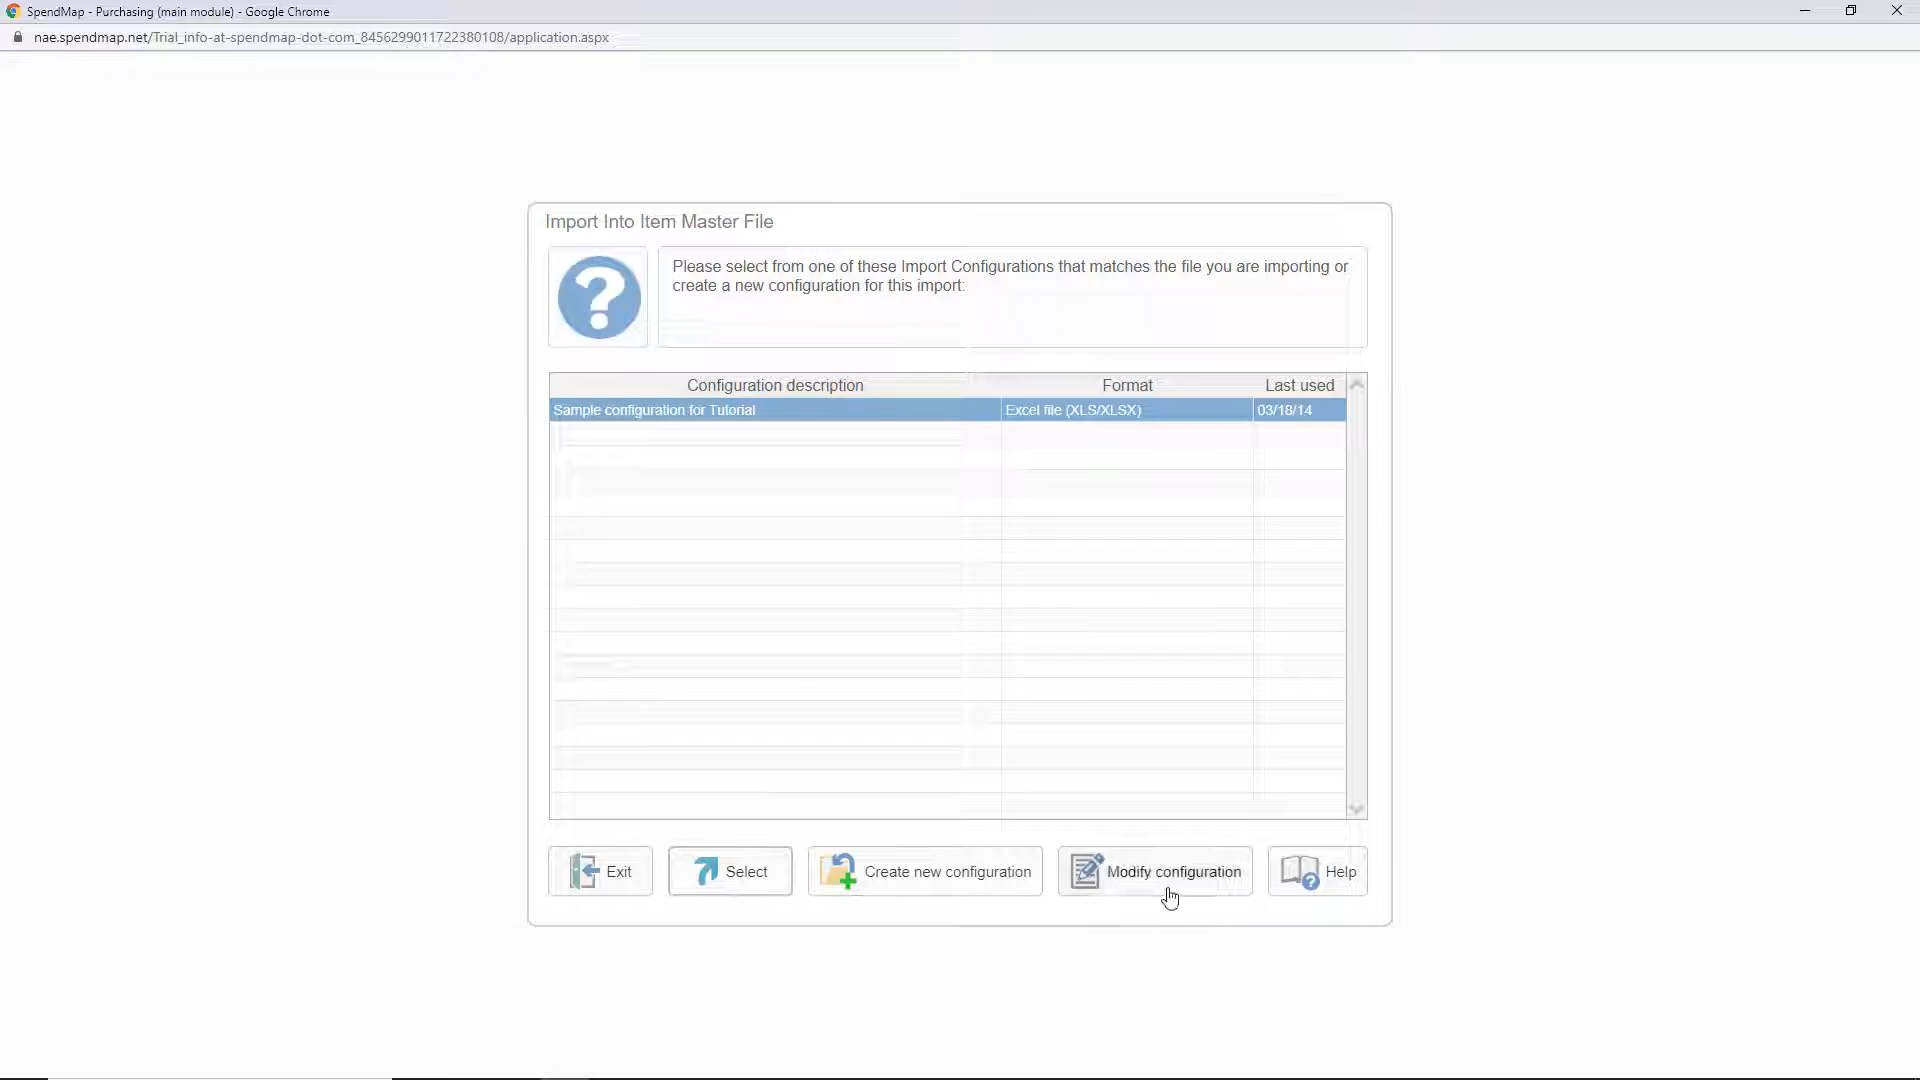 SpendMap - Purchasing (main module) - Google Chrome
nae.spendmap.net/Trial_info-at-spendmap-dot-com_8456299011722380108/application.aspx
Import Into Item Master File
Please select from one of these Import Configurations that matches the file you are importing or
create a new configuration for this import:
Configuration description Format Last used
Sample configuration for Tutorial Excel file (XLS/XLSX) 03/18/14
Exit Select Create new configuration Modify configuration Help